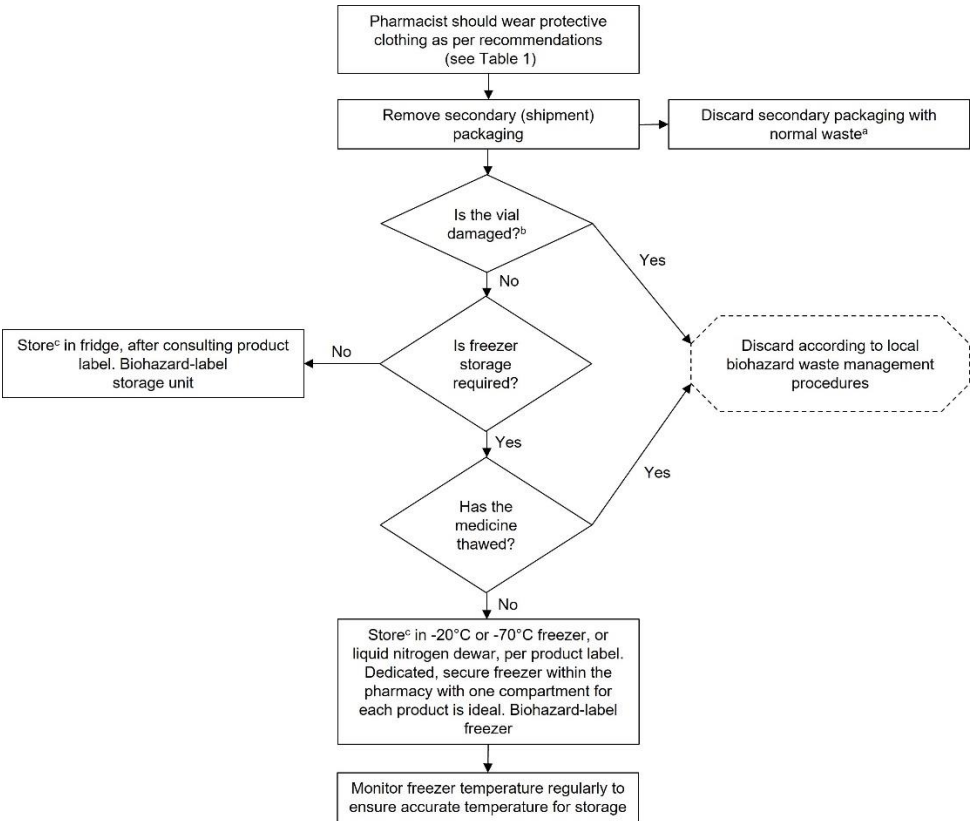 Pharmacist should wear protective
clothing as per recommendations
(see Table 1)
Remove secondary (shipment)
packaging
Discard secondary packaging with
normal wasteᵃ
Is the vial
damaged?ᵇ
Yes
No
Store​ᶜ in fridge, after consulting product
label. Biohazard-label
storage unit
No
Is freezer
storage
required?
Discard according to local
biohazard waste management
procedures
Yes
Yes
Has the
medicine
thawed?
No
Storeᶜ in -20°C or -70°C freezer, or
liquid nitrogen dewar, per product label.
Dedicated, secure freezer within the
pharmacy with one compartment for
each product is ideal. Biohazard-label
freezer
Monitor freezer temperature regularly to
ensure accurate temperature for storage